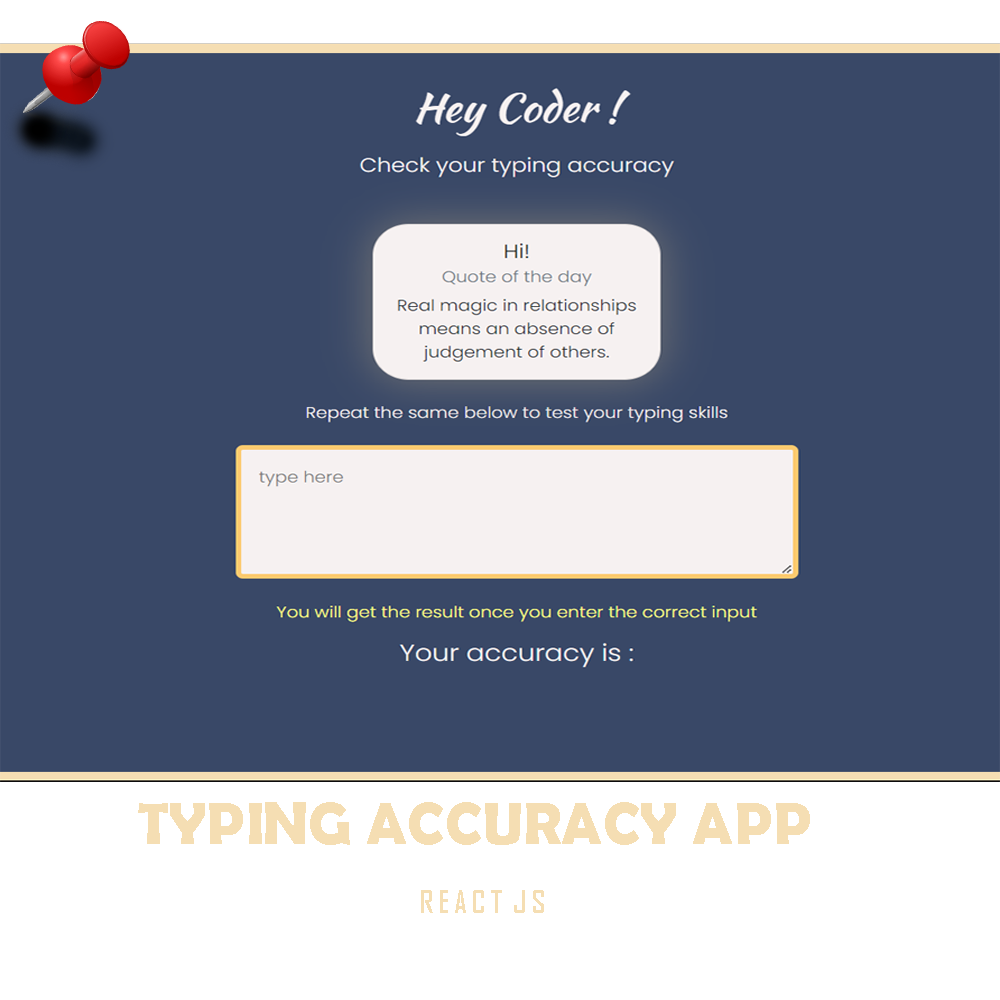 Hey Coder !
Check your typing accuracy
Hi!
Quote of the day
Real magic in relationships
means an absence of
judgement of others.
Repeat the same below to test your typing skills
type here
You will get the result once you enter the correct input
Your accuracy is :
TYPING ACCURACY APP
REACT JS